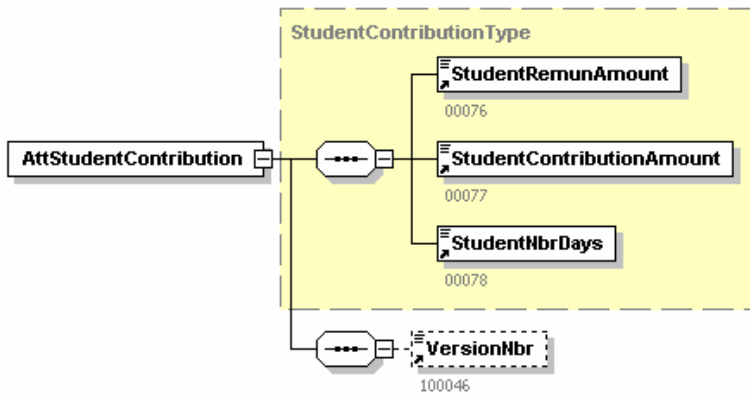 StudentContributionType
StudentRemunAmount
00076
AttStudentContribution
StudentContributionAmount
00077
StudentNbrDays
00078
VersionNbr
100046